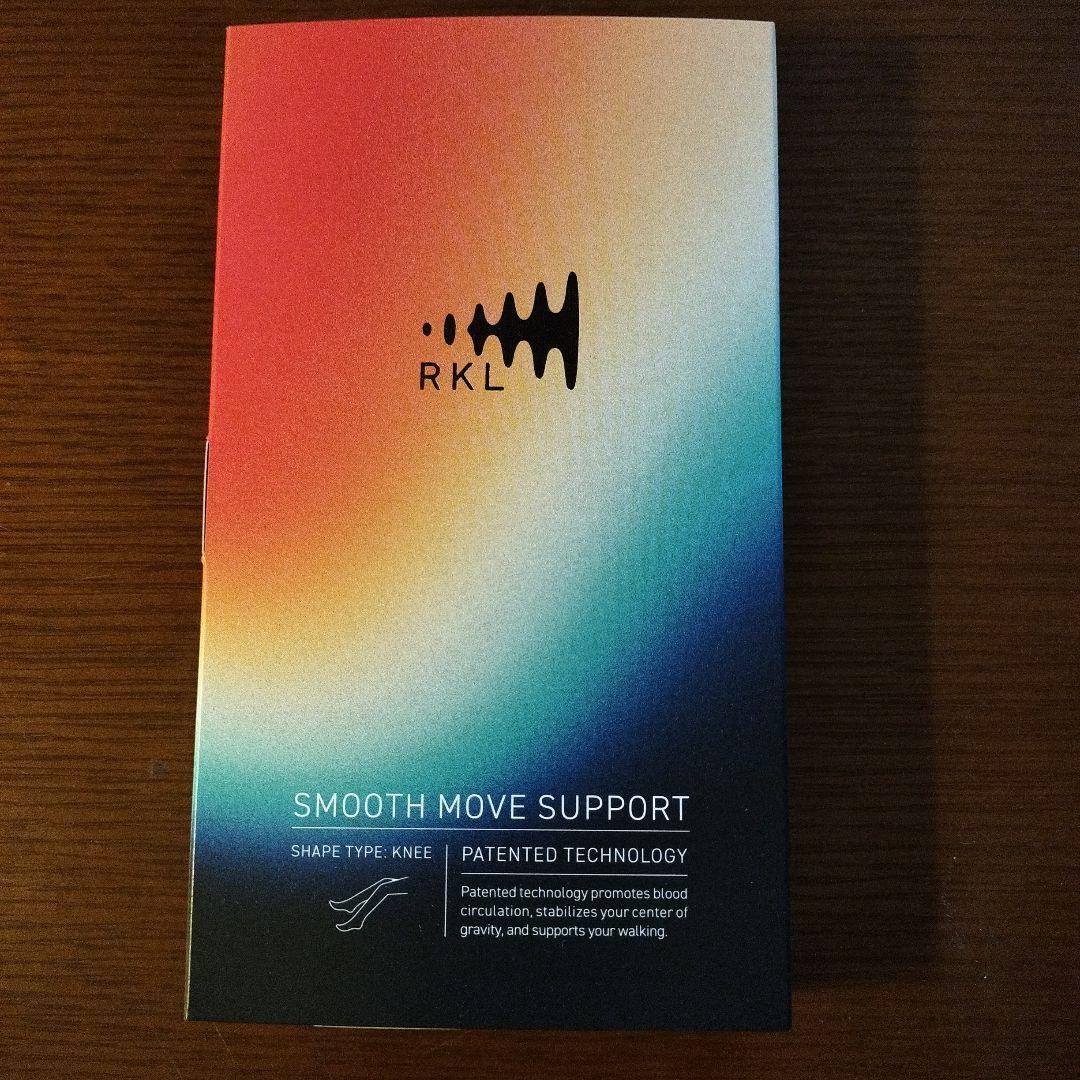 RKL
SMOOTH MOVE SUPPORT
SHAPE TYPE: KNEE
PATENTED TECHNOLOGY
Patented technology promotes blood
circulation, stabilizes your center of
gravity, and supports your walking.